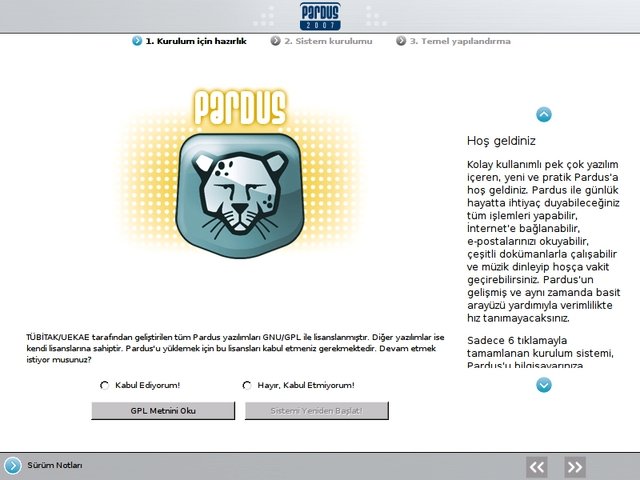 PARDUS
2007
1. Kurulum için hazırlık 2. Sistem kurulumu 3. Temel yapılandırma
PARDUS
Hoş geldiniz
Kolay kullanımlı pek çok yazılım
içeren, yeni ve pratik Pardus'a
hoş geldiniz. Pardus ile günlük
hayatta ihtiyaç duyabileceğiniz
tüm işlemleri yapabilir,
İnternet'e bağlanabilir,
e-postalarınızı okuyabilir,
çeşitli dokümanlarla çalışabilir
ve müzik dinleyip hoşça vakit
geçirebilirsiniz. Pardus'un
gelişmiş ve aynı zamanda basit
arayüzü yardımıyla verimlilikte
hız tanımayacaksınız.
Sadece 6 tıklamayla
tamamlanan kurulum sistemi,
Pardus'u bilgisayarınıza
TÜBİTAK/UEKAE tarafından geliştirilen tüm Pardus yazılımları GNU/GPL ile lisanslanmıştır. Diğer yazılımlar ise
kendi lisanslarına sahiptir. Pardus'u yüklemek için bu lisansları kabul etmeniz gerekmektedir. Devam etmek
istiyor musunuz?
Kabul Ediyorum! Hayır, Kabul Etmiyorum!
GPL Metnini Oku Sistemi Yeniden Başlat!
Sürüm Notları